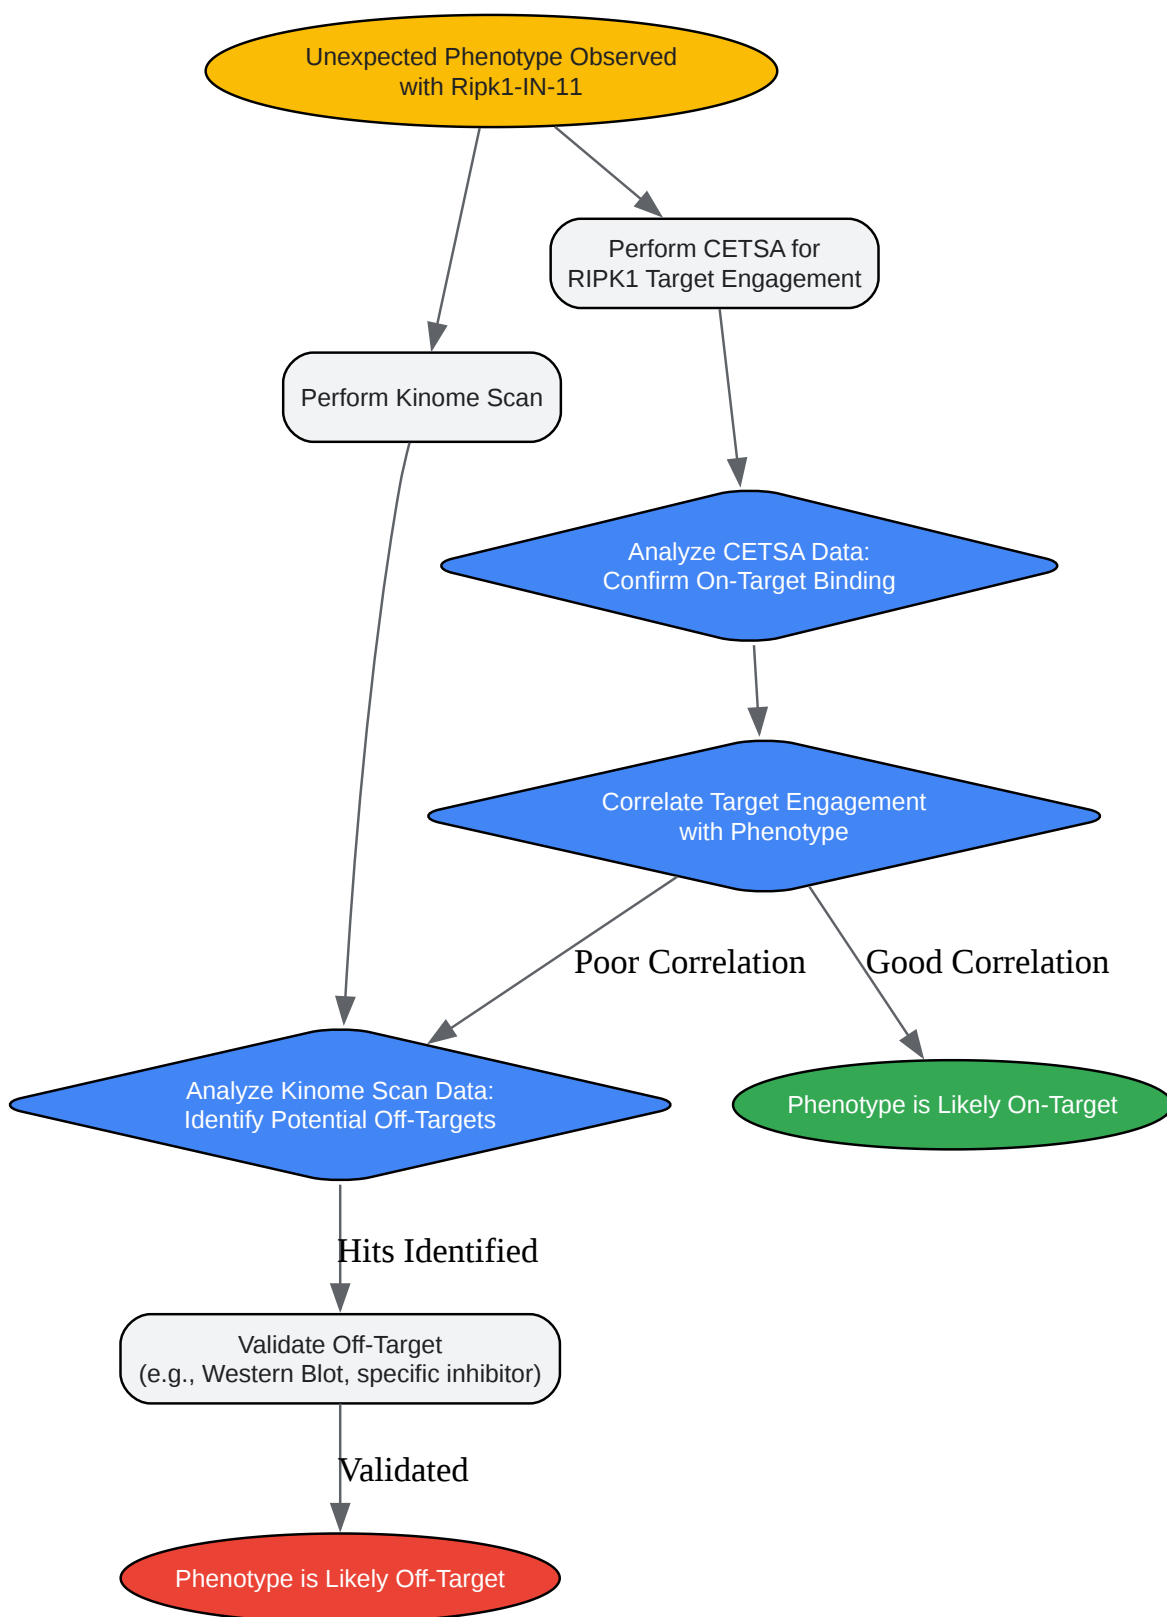 Unexpected Phenotype Observed
with Ripk1-IN-11
Perform CETSA for
RIPK1 Target Engagement
Perform Kinome Scan
Analyze CETSA Data:
Confirm On-Target Binding
Correlate Target Engagement
with Phenotype
Poor Correlation
Good Correlation
Analyze Kinome Scan Data:
Identify Potential Off-Targets
Phenotype is Likely On-Target
Hits Identified
Validate Off-Target
(e.g., Western Blot, specific inhibitor)
Validated
Phenotype is Likely Off-Target